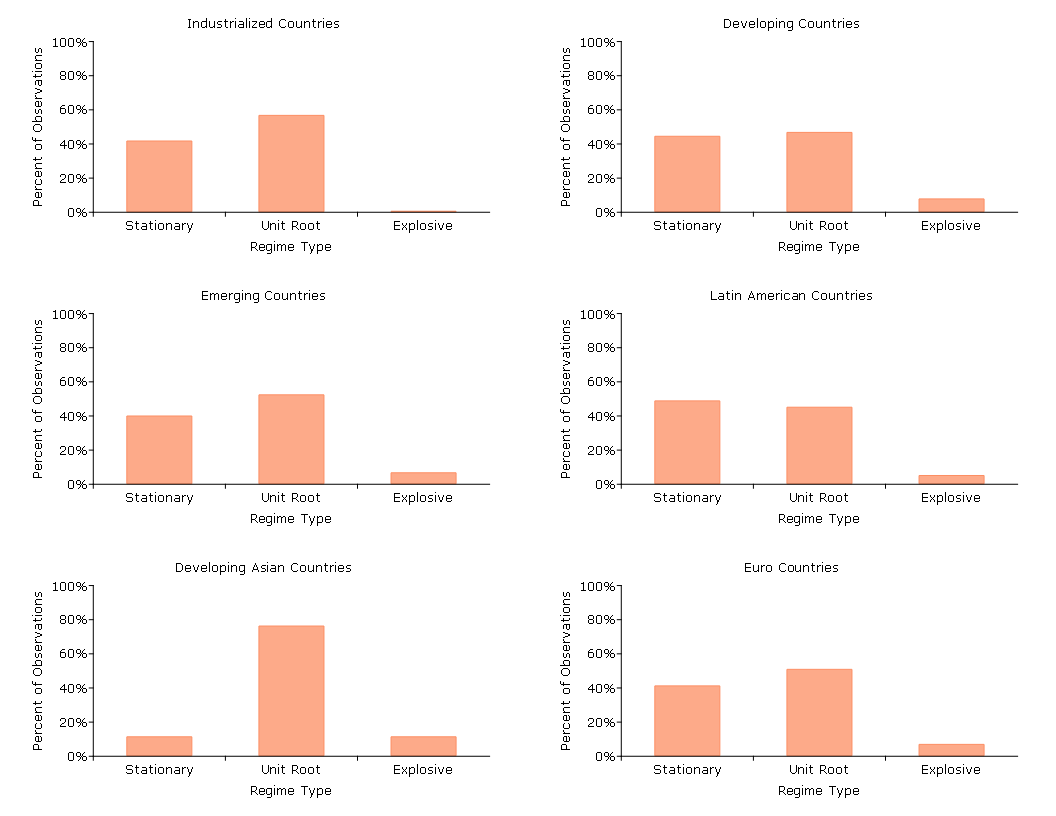 Industrialized Countries
100%
80%
60%
40%
20%
0%
Percent of Observations
Stationary Unit Root Explosive
Regime Type
Developing Countries
100%
80%
60%
40%
20%
0%
Percent of Observations
Stationary Unit Root Explosive
Regime Type
Emerging Countries
100%
80%
60%
40%
20%
0%
Percent of Observations
Stationary Unit Root Explosive
Regime Type
Latin American Countries
100%
80%
60%
40%
20%
0%
Percent of Observations
Stationary Unit Root Explosive
Regime Type
Developing Asian Countries
100%
80%
60%
40%
20%
0%
Percent of Observations
Stationary Unit Root Explosive
Regime Type
Euro Countries
100%
80%
60%
40%
20%
0%
Percent of Observations
Stationary Unit Root Explosive
Regime Type